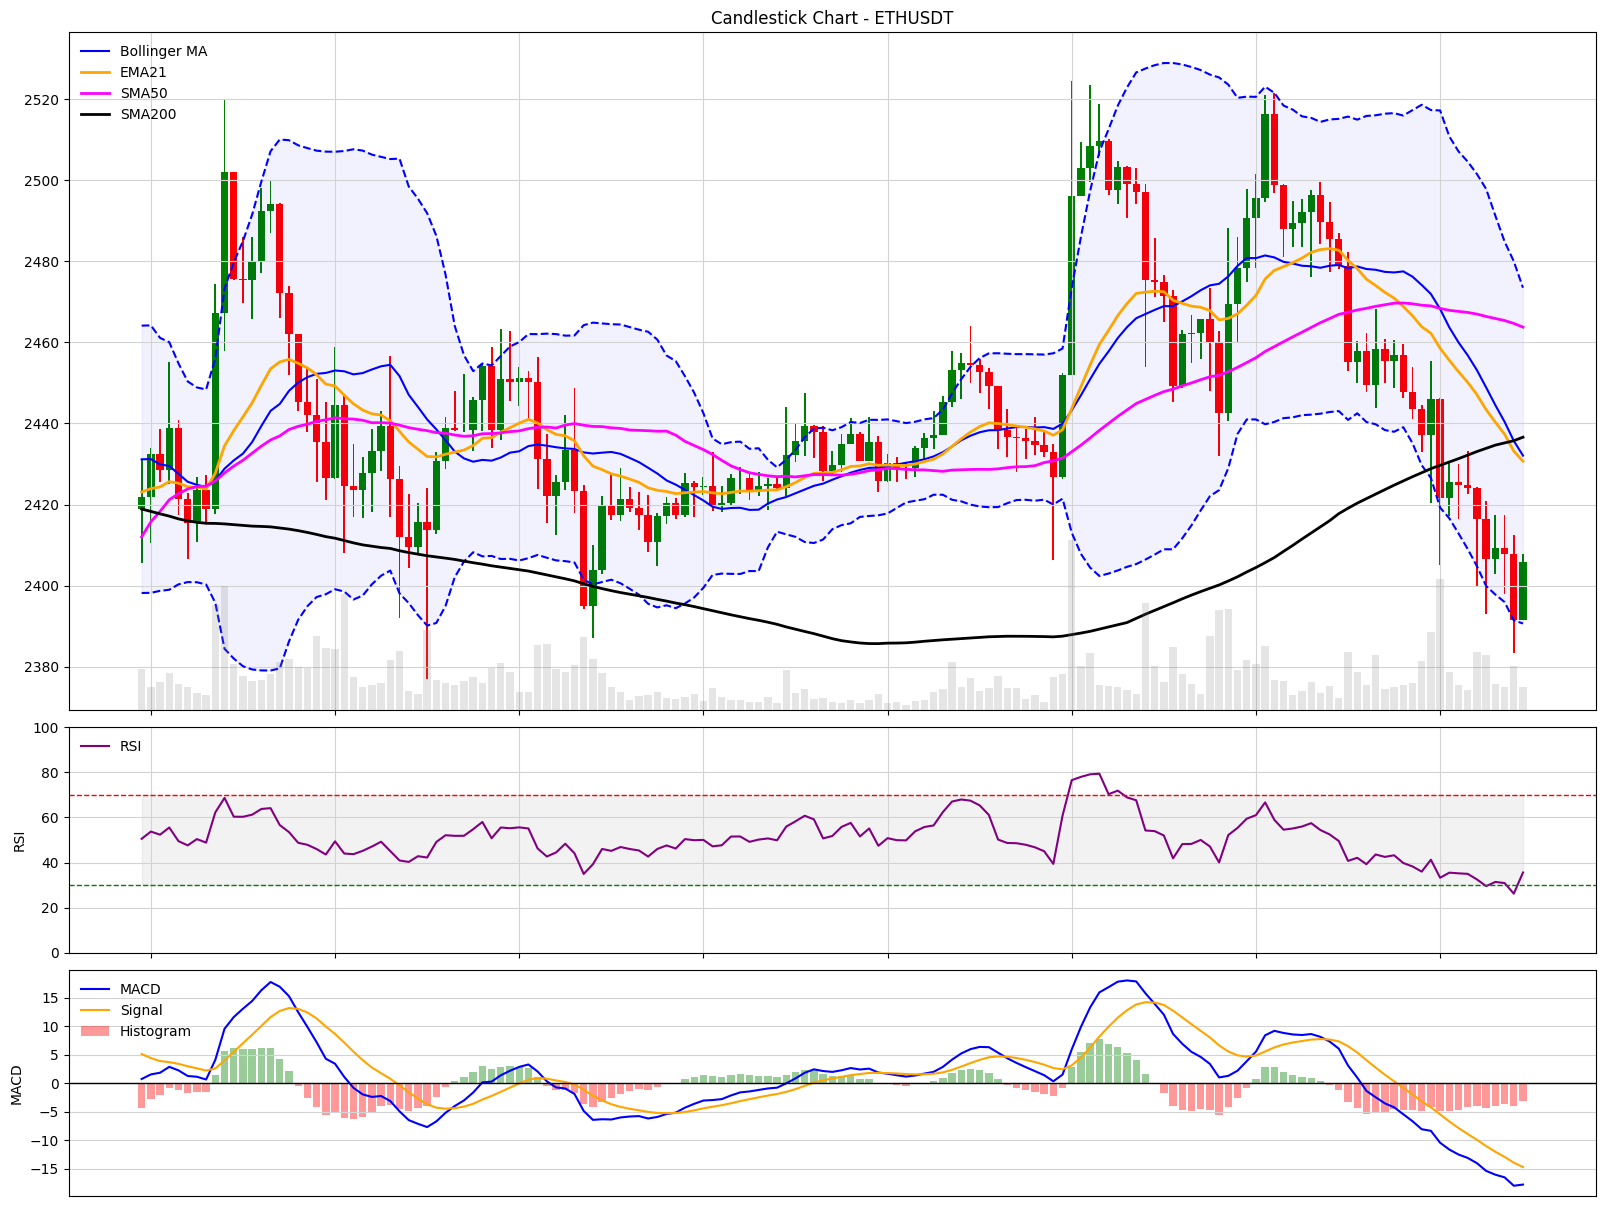 Candlestick Chart - ETHUSDT
Bollinger MA
EMA21
SMA50
SMA200
2520
2500
2480
2460
2440
2420
2400
2380
RSI
100
80
60
40
20
0
RSI
MACD
Signal
Histogram
15
10
5
0
−5
−10
−15
MACD